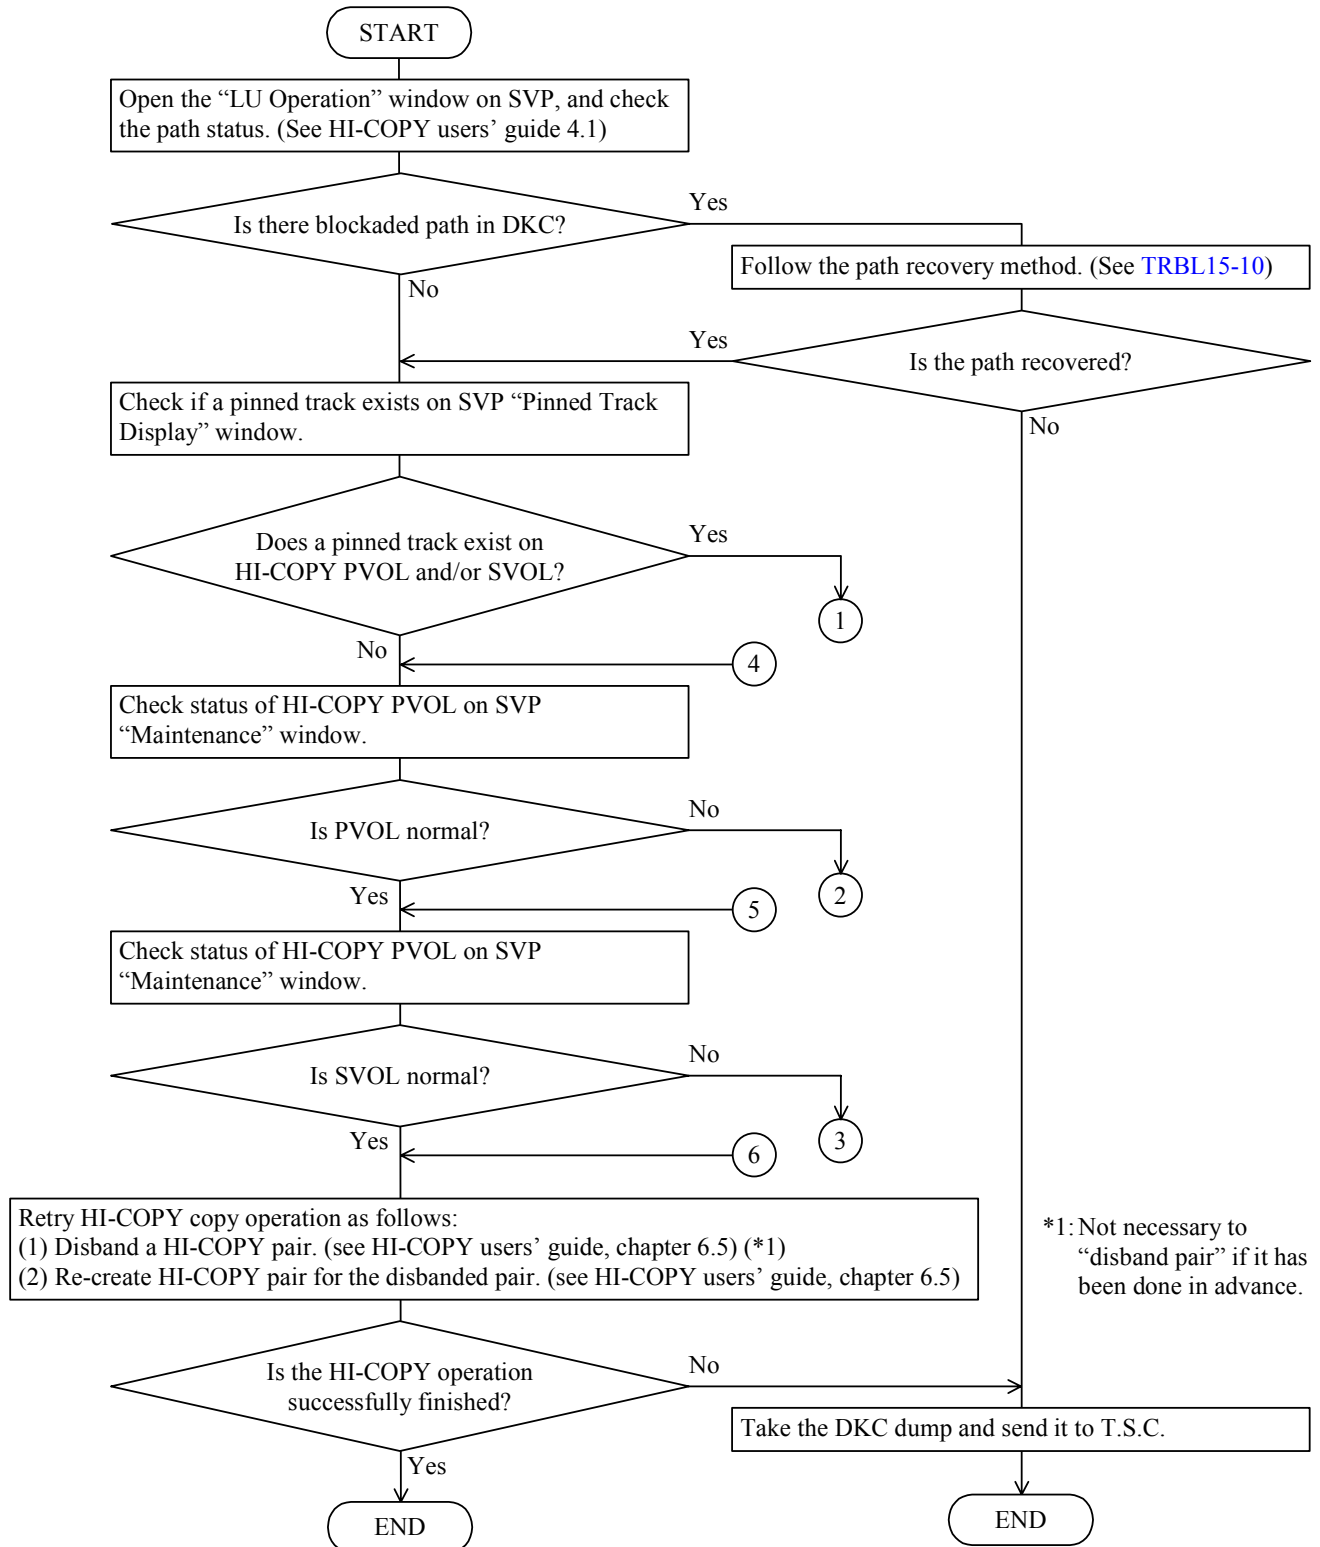 START
Open the “LU Operation” window on SVP, and check
the path status. (See HI-COPY users’ guide 4.1)
Is there blockaded path in DKC?
Yes
Follow the path recovery method. (See TRBL15-10)
No
Yes
Is the path recovered?
Check if a pinned track exists on SVP “Pinned Track
Display” window.
No
Does a pinned track exist on
HI-COPY PVOL and/or SVOL?
Yes
1
No
4
Check status of HI-COPY PVOL on SVP
“Maintenance” window.
Is PVOL normal?
No
2
Yes
5
Check status of HI-COPY PVOL on SVP
“Maintenance” window.
Is SVOL normal?
No
3
Yes
6
Retry HI-COPY copy operation as follows:
(1) Disband a HI-COPY pair. (see HI-COPY users’ guide, chapter 6.5) (*1)
(2) Re-create HI-COPY pair for the disbanded pair. (see HI-COPY users’ guide, chapter 6.5)
*1: Not necessary to
“disband pair” if it has
been done in advance.
Is the HI-COPY operation
successfully finished?
No
Take the DKC dump and send it to T.S.C.
Yes
END
END